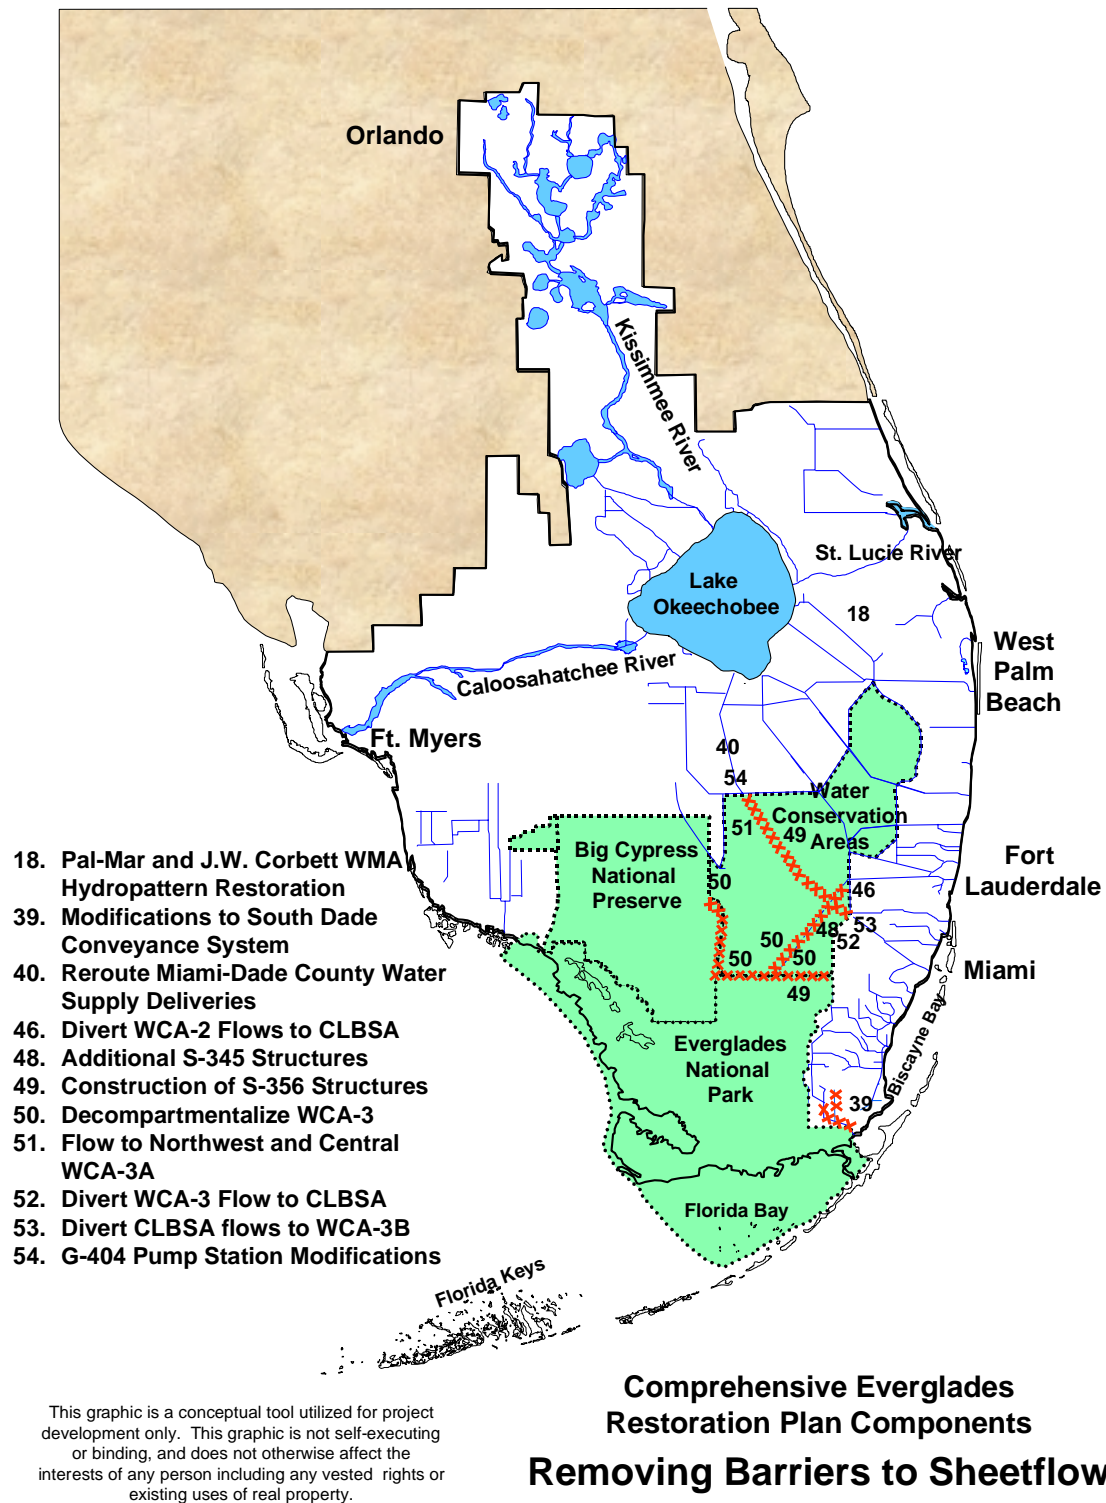 Orlando
Kissimmee River
St. Lucie River
Lake
Okeechobee
18
West
Palm
Beach
Caloosahatchee River
Ft. Myers
40
54
Water
Conservation
Areas
51
49
Big Cypress
National
Preserve
50
46
53
52
48
50
50
50
49
Fort
Lauderdale
Miami
Everglades
National
Park
Biscayne Bay
39
Florida Bay
Florida Keys
18. Pal-Mar and J.W. Corbett WMA
Hydropattern Restoration
39. Modifications to South Dade
Conveyance System
40. Reroute Miami-Dade County Water
Supply Deliveries
46. Divert WCA-2 Flows to CLBSA
48. Additional S-345 Structures
49. Construction of S-356 Structures
50. Decompartmentalize WCA-3
51. Flow to Northwest and Central
WCA-3A
52. Divert WCA-3 Flow to CLBSA
53. Divert CLBSA flows to WCA-3B
54. G-404 Pump Station Modifications
This graphic is a conceptual tool utilized for project
development only. This graphic is not self-executing
or binding, and does not otherwise affect the
interests of any person including any vested rights or
existing uses of real property.
Comprehensive Everglades
Restoration Plan Components
Removing Barriers to Sheetflow